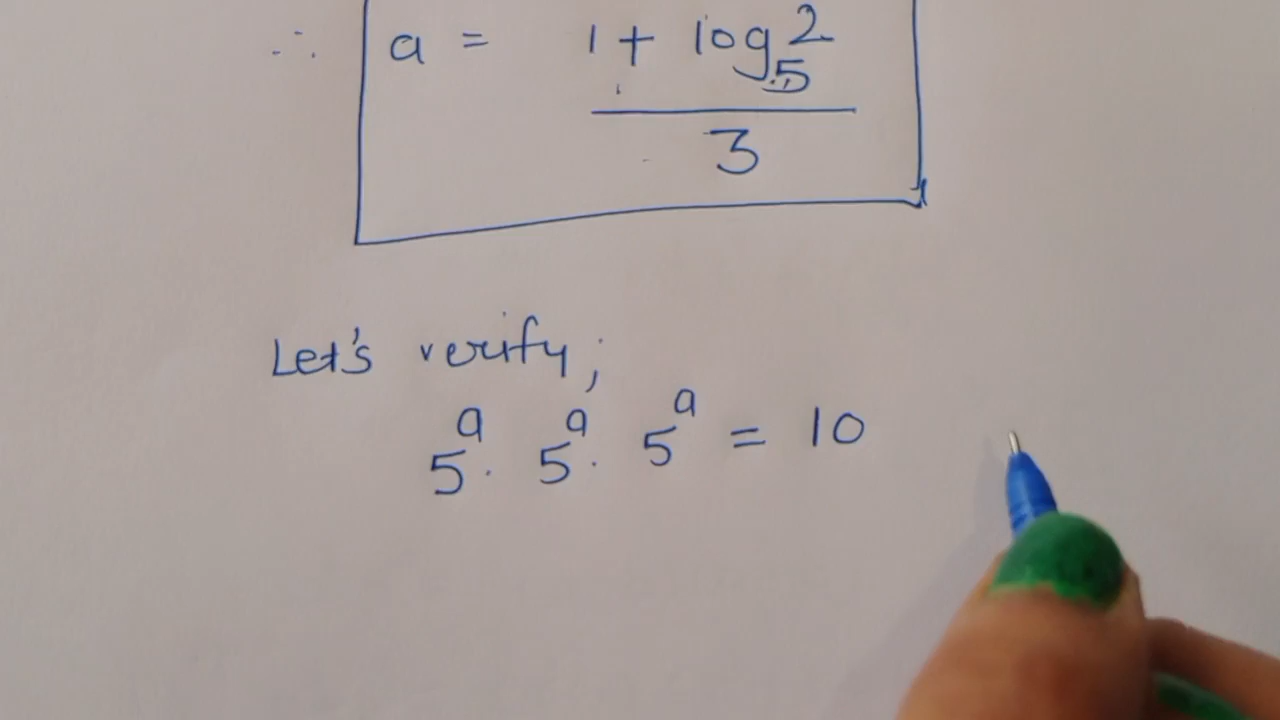 ∴ a = 1 + log₅2
3
Let's verify;
5ᵃ. 5ᵃ. 5ᵃ = 10